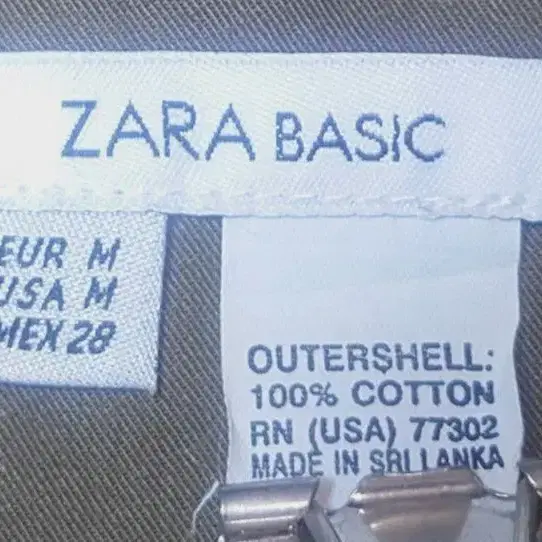 ZARA BASIC
EUR M
USA M
MEX 28
OUTERSHELL:
100% COTTON
RN (USA) 77302
MADE IN SRI LANKA